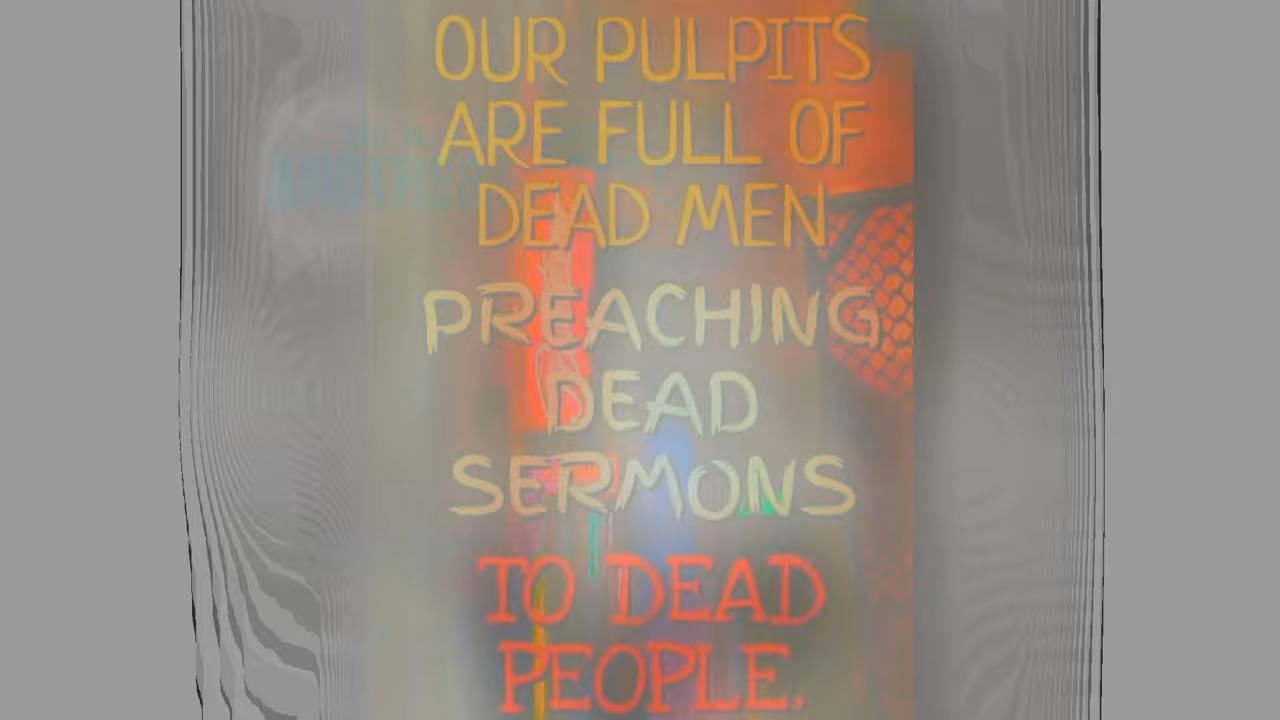 OUR PULPITS
ARE FULL OF
DEAD MEN
PREACHING
DEAD
SERMONS
TO DEAD
PEOPLE.